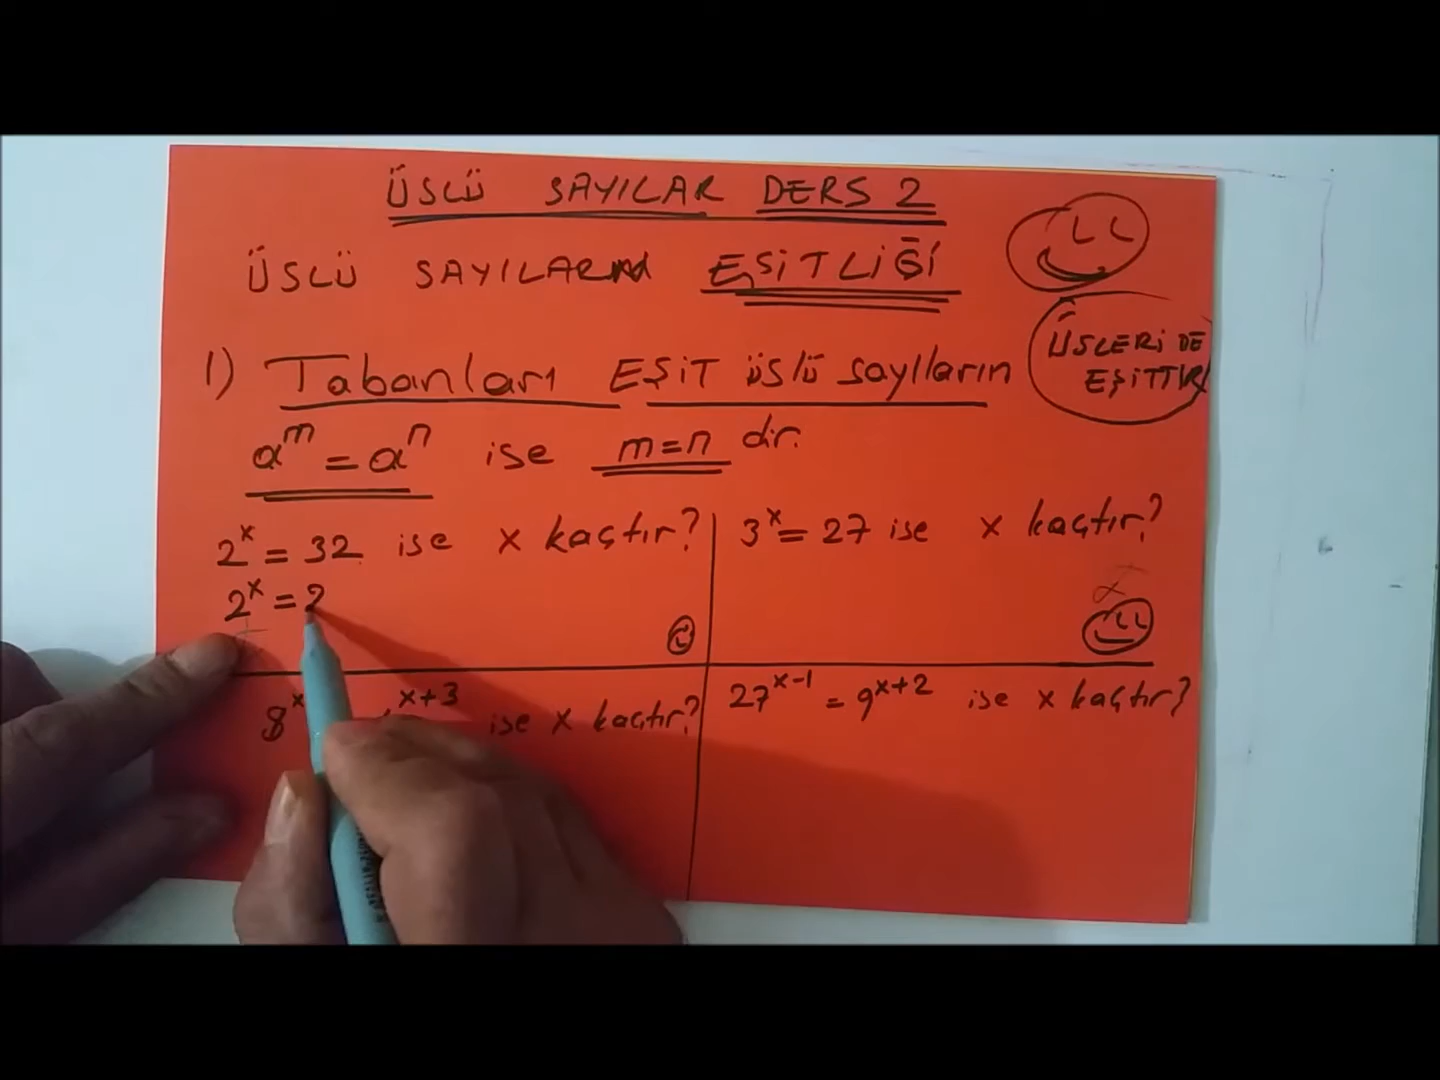 ÜSLÜ SAYILAR DERS 2
ÜSLÜ SAYILARIN EŞİTLİĞİ
1) Tabanları EŞİT üslü sayıların
ÜSLERİ DE
EŞİTTİR
a^m = a^n ise m=n dir.
2^x = 32 ise x kaçtır?
2^x = 2
3^x = 27 ise x kaçtır?
8^x x+3 ise x kaçtır?
27^x-1 = 9^x+2 ise x kaçtır?